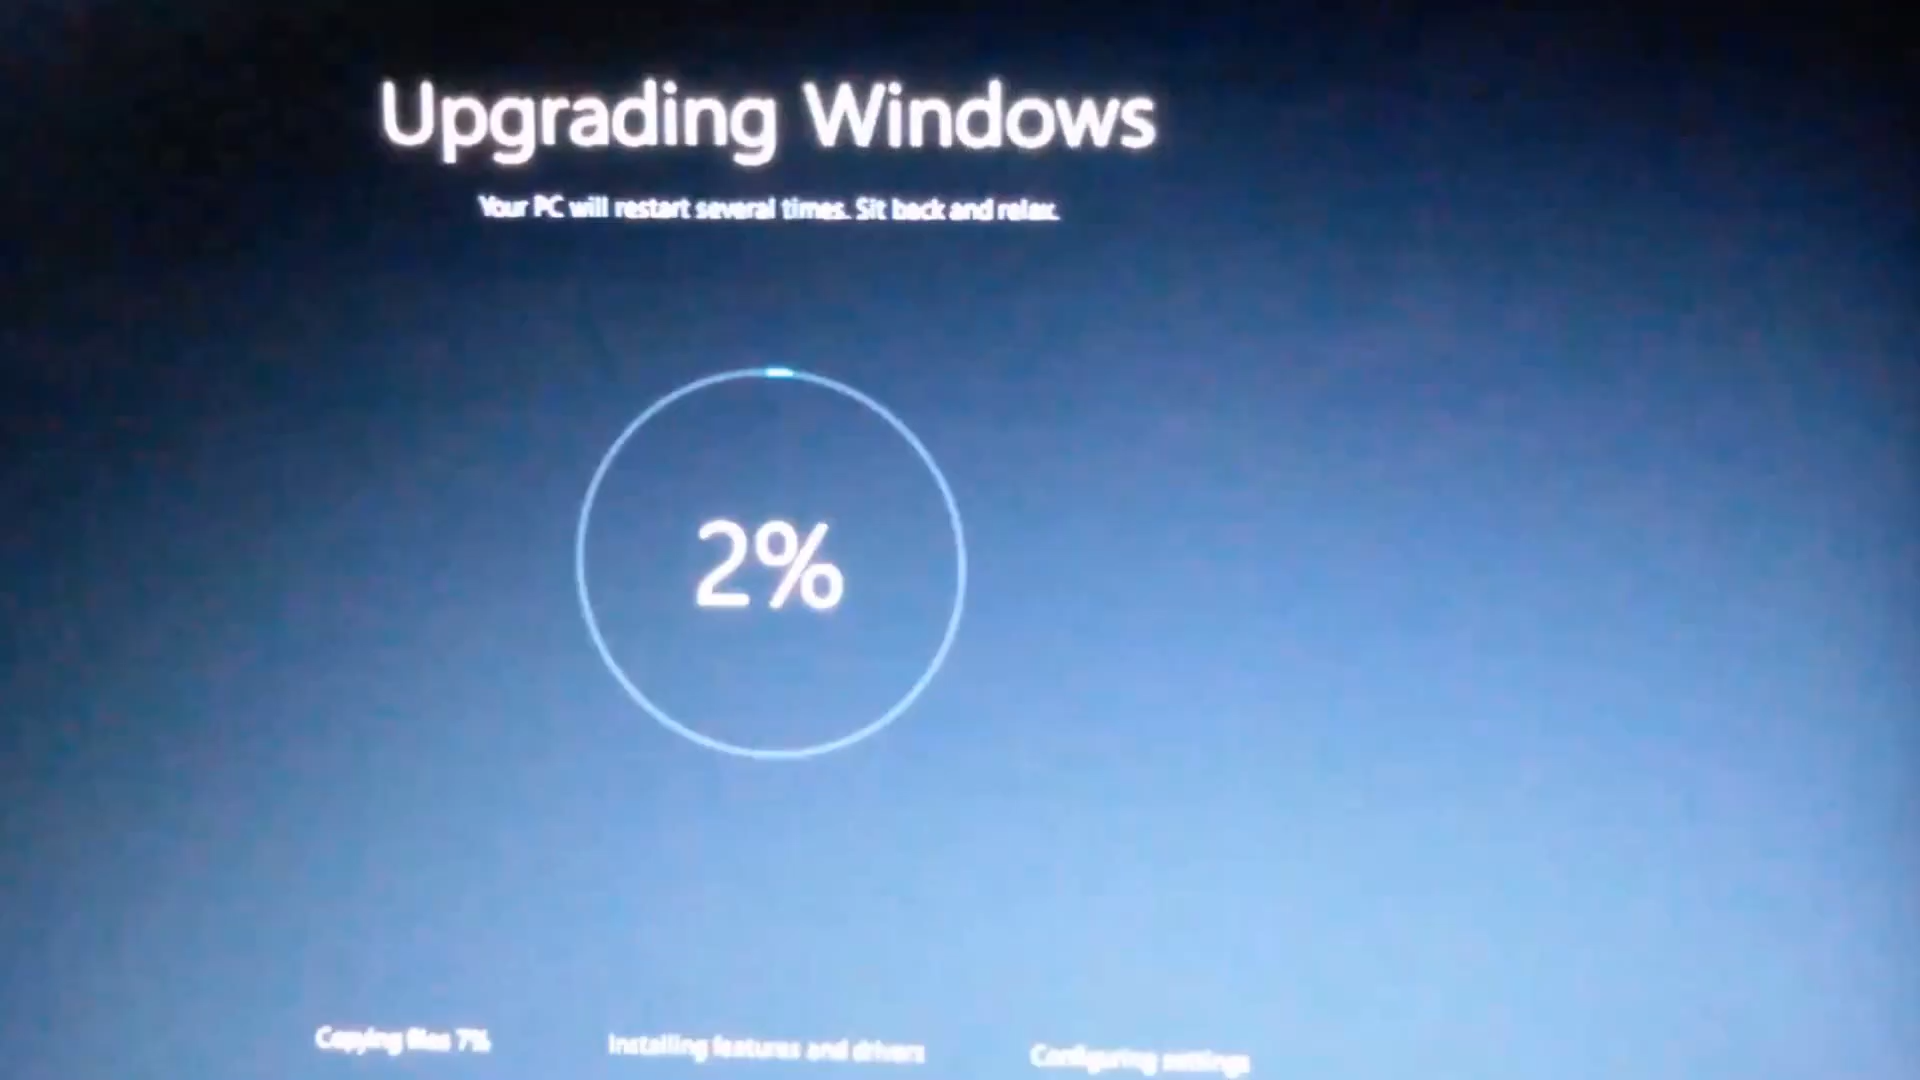 Upgrading Windows
Your PC will restart several times. Sit back and relax.
2%
Copying files 7%
Installing features and drivers
Configuring settings